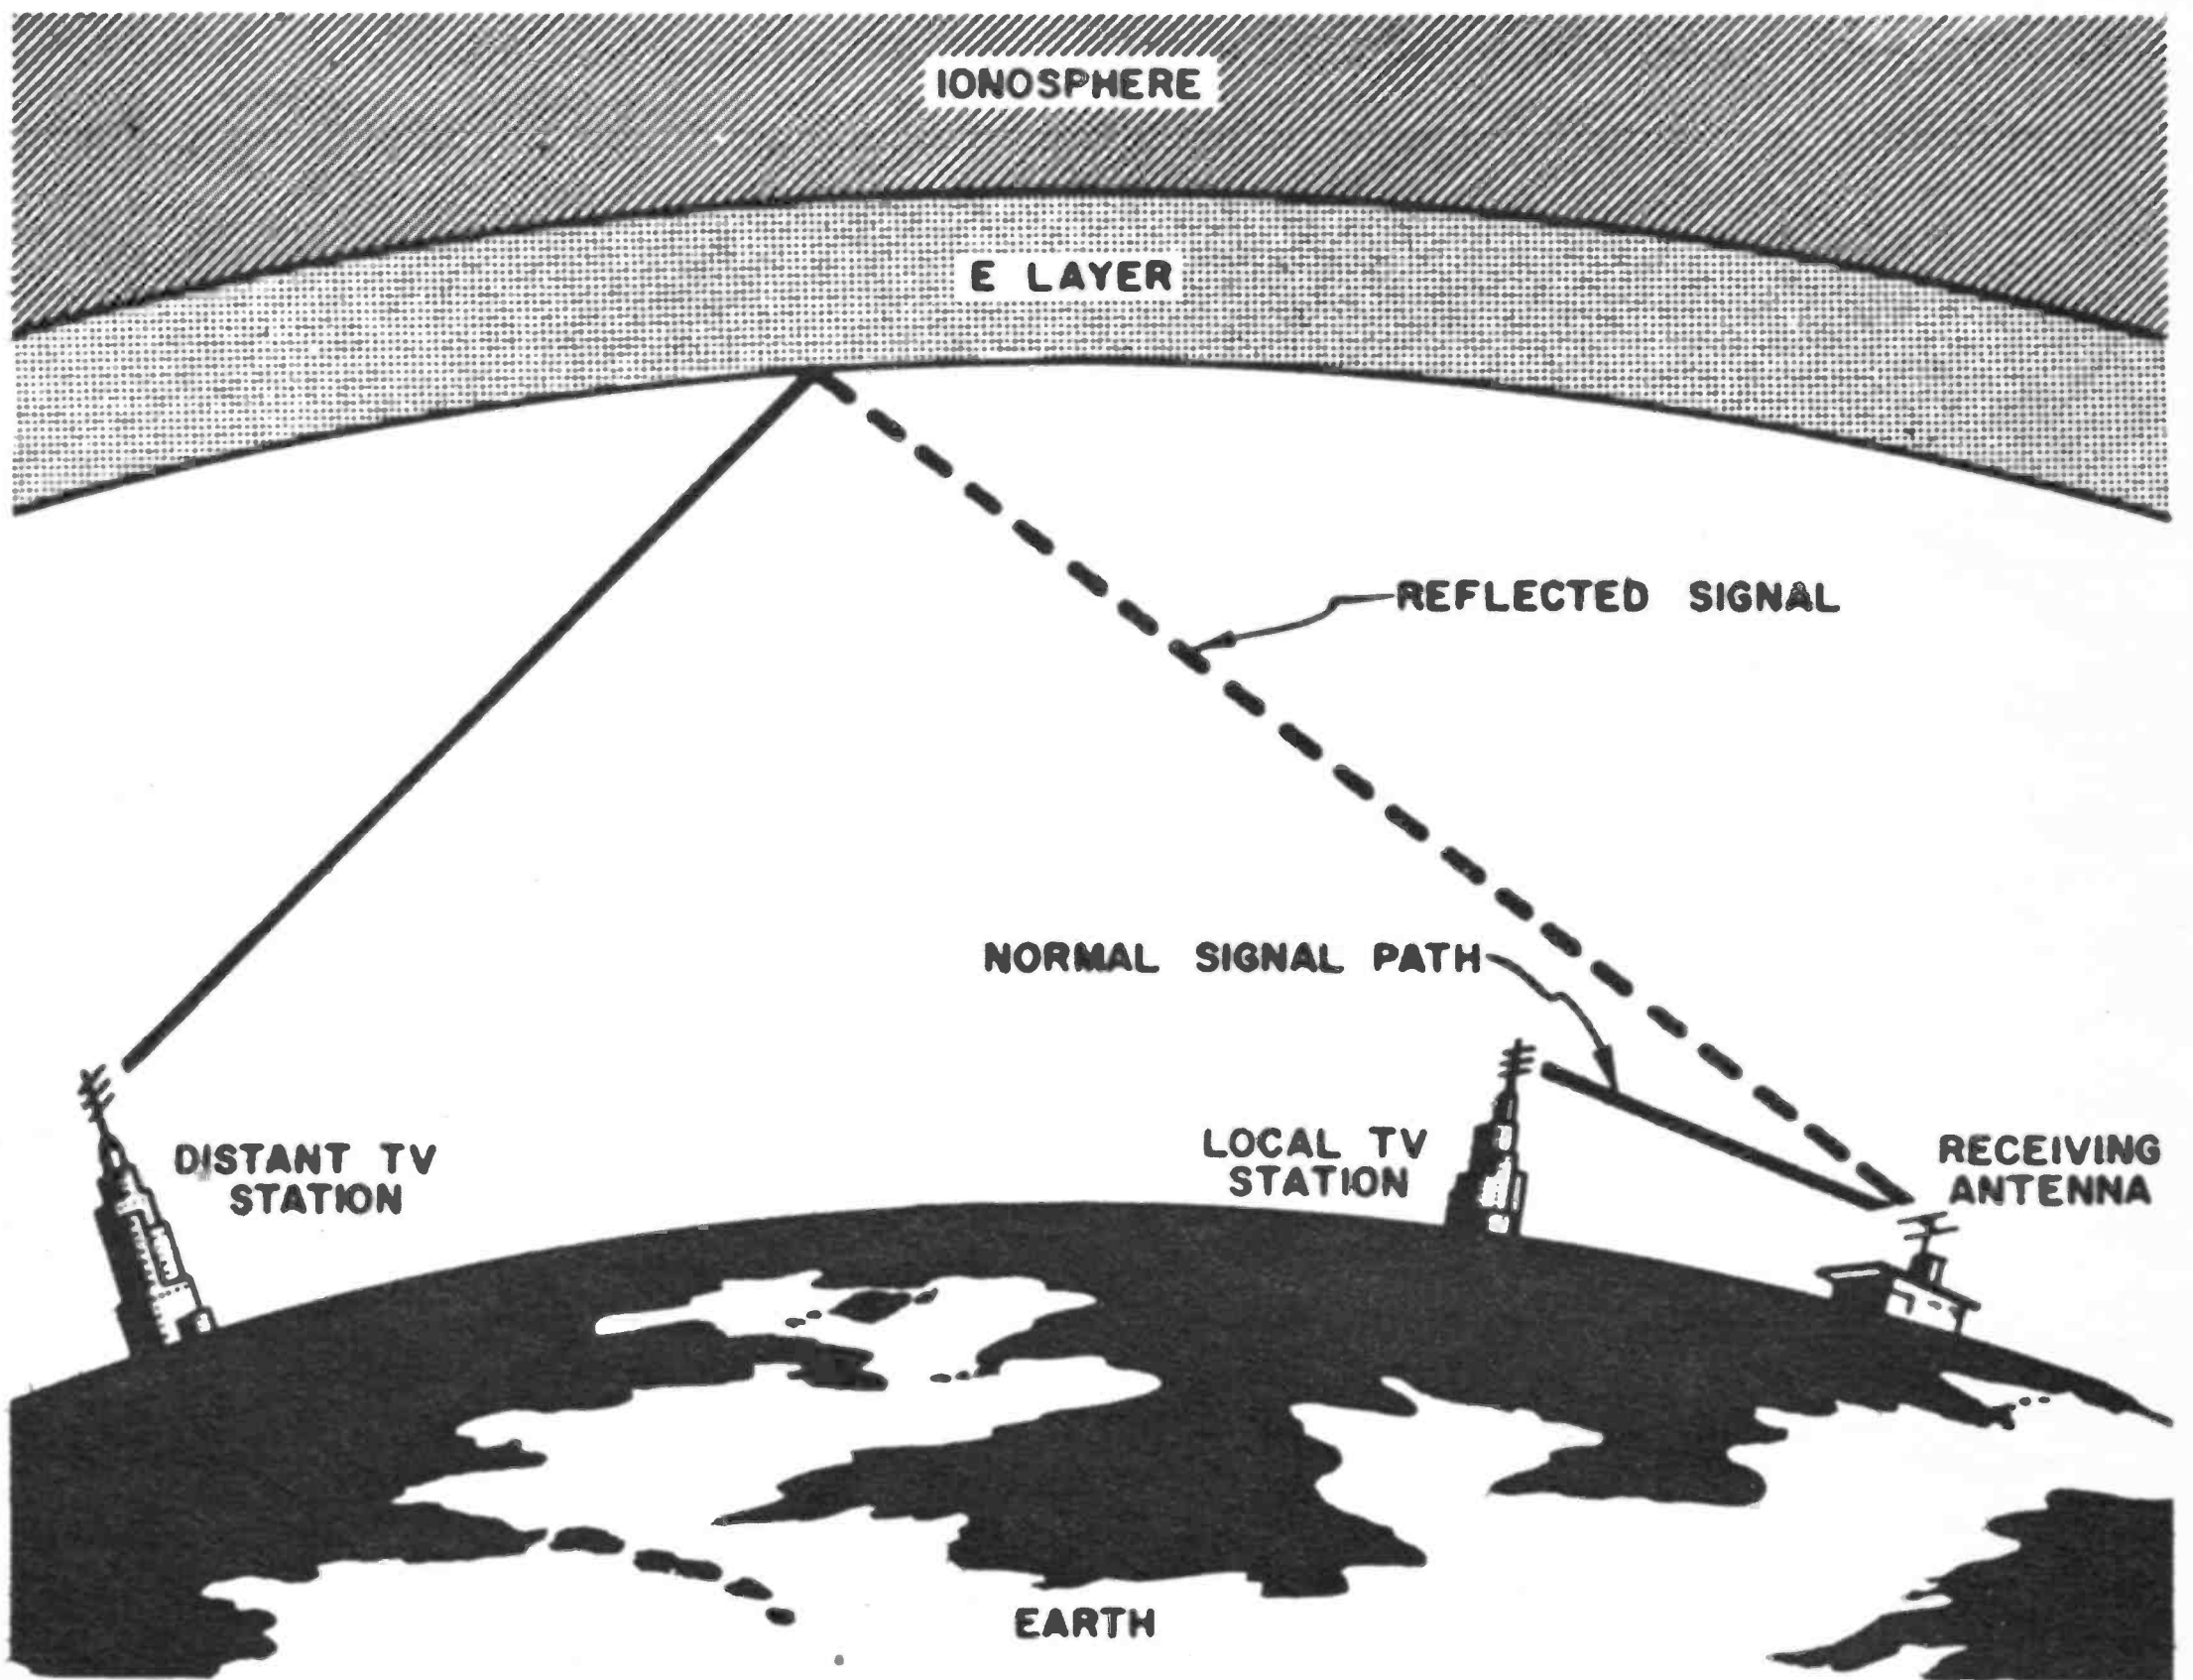 IONOSPHERE
E LAYER
REFLECTED SIGNAL
NORMAL SIGNAL PATH
DISTANT TV
STATION
LOCAL TV
STATION
RECEIVING
ANTENNA
EARTH